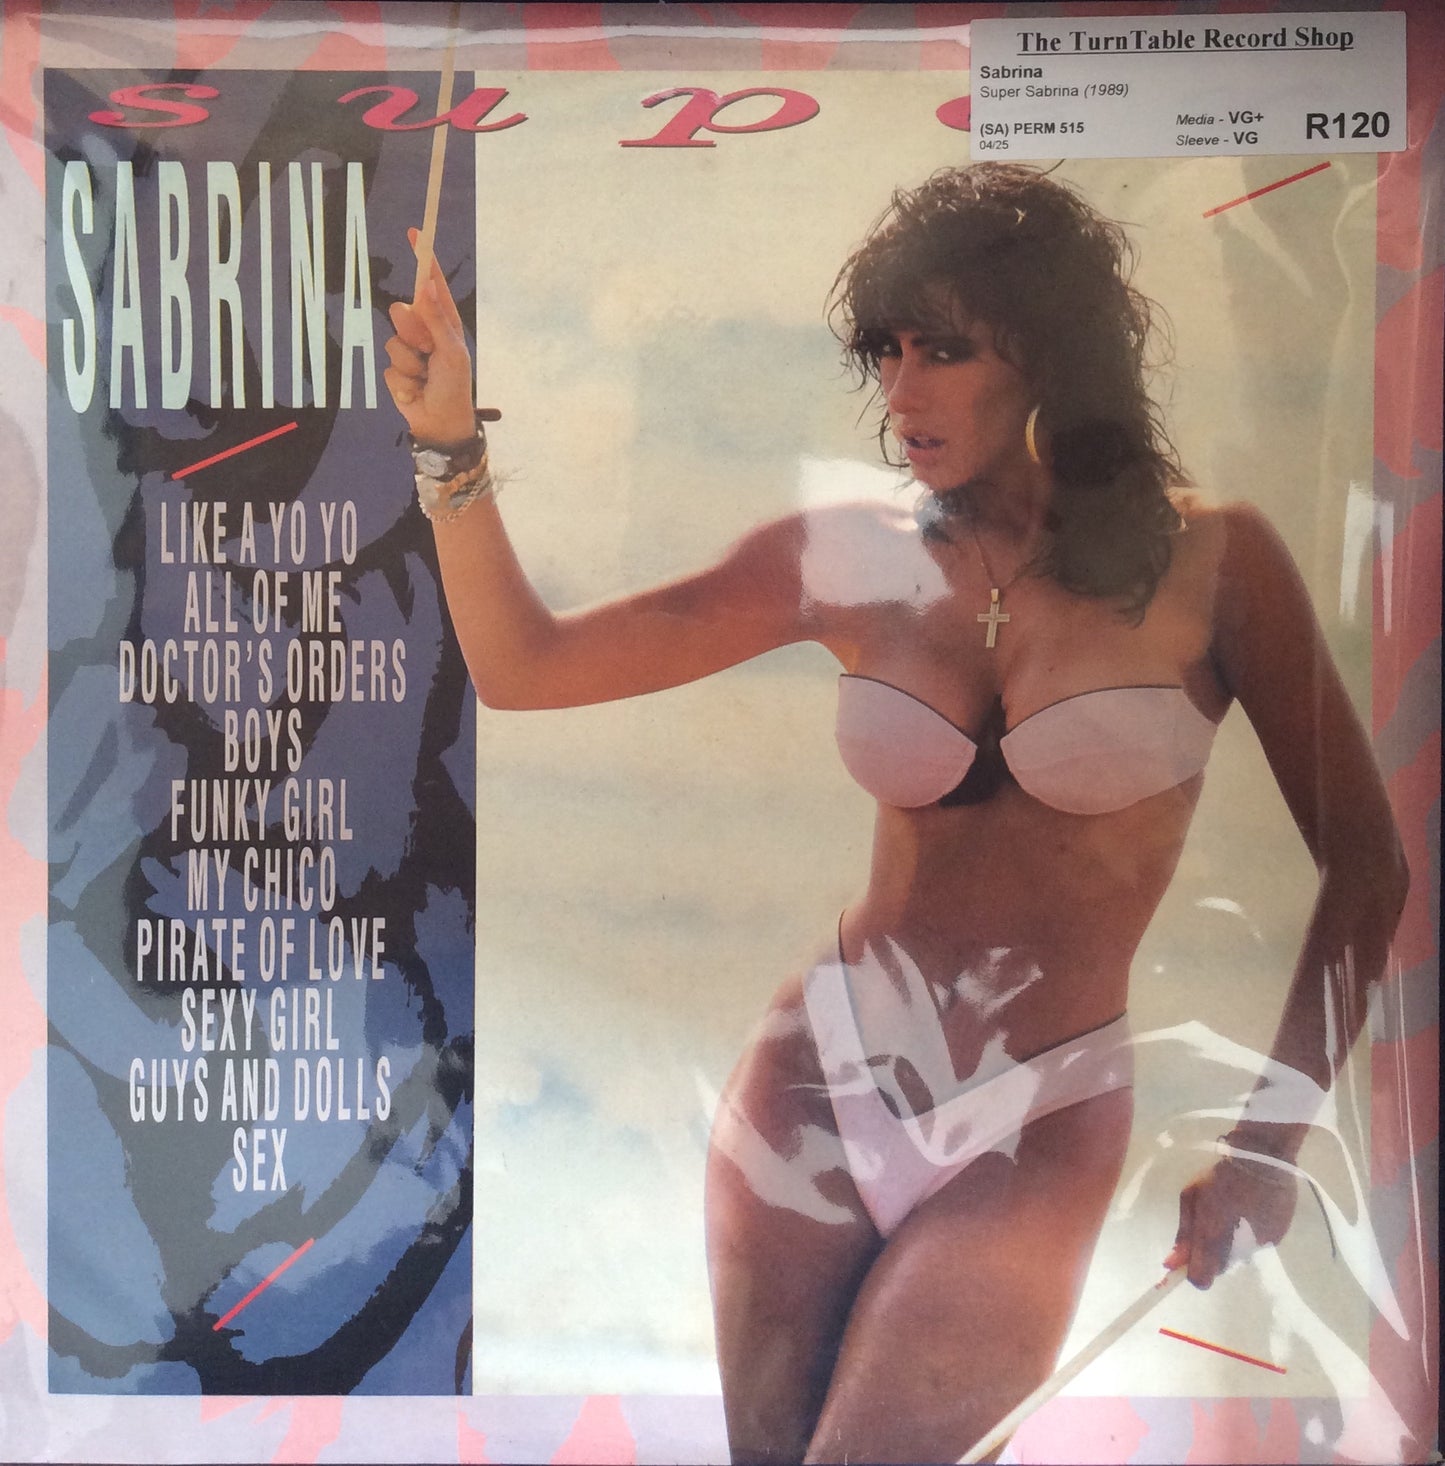 The TurnTable Record Shop
Sabrina
Super Sabrina (1989)
(SA) PERM 515
Media - VG+
R120
04/25
Sleeve - VG
SABRINA
LIKE A YO YO
ALL OF ME
DOCTOR'S ORDERS
BOYS
FUNKY GIRL
MY CHICO
PIRATE OF LOVE
SEXY GIRL
GUYS AND DOLLS
SEX